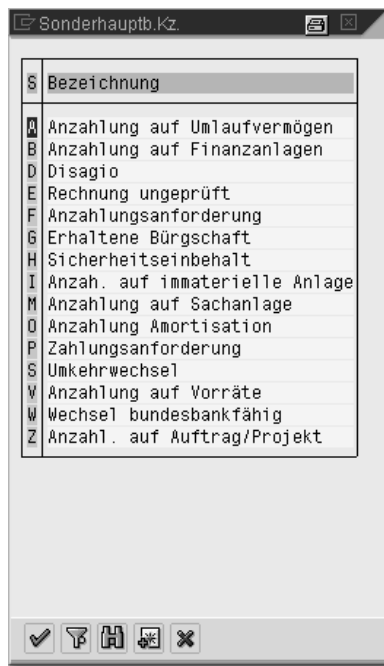 Sonderhauptb.Kz.
S Bezeichnung
A Anzahlung auf Umlaufvermögen
B Anzahlung auf Finanzanlagen
D Disagio
E Rechnung ungeprüft
F Anzahlungsanforderung
G Erhaltene Bürgschaft
H Sicherheitseinbehalt
I Anzah. auf immaterielle Anlage
M Anzahlung auf Sachanlage
O Anzahlung Amortisation
P Zahlungsanforderung
S Umkehrwechsel
V Anzahlung auf Vorräte
W Wechsel bundesbankfähig
Z Anzahl. auf Auftrag/Projekt